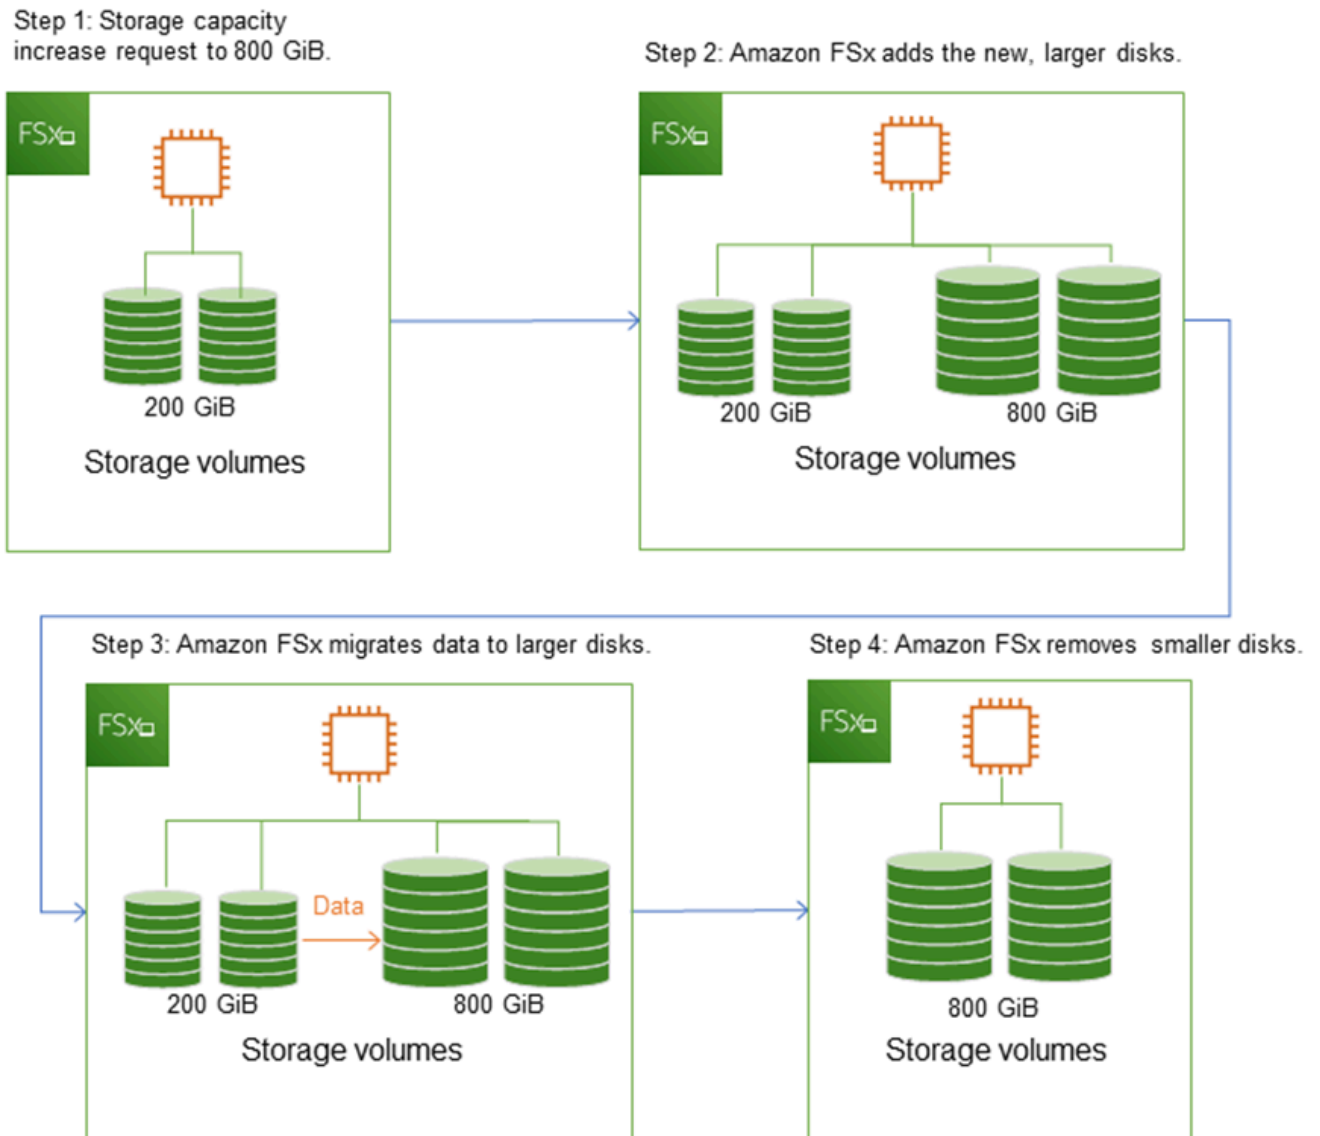 Step 1: Storage capacity
increase request to 800 GiB.
FSx
200 GiB
Storage volumes
Step 2: Amazon FSx adds the new, larger disks.
FSx
200 GiB
800 GiB
Storage volumes
Step 3: Amazon FSx migrates data to larger disks.
FSx
Data
200 GiB
800 GiB
Storage volumes
Step 4: Amazon FSx removes smaller disks.
FSx
800 GiB
Storage volumes